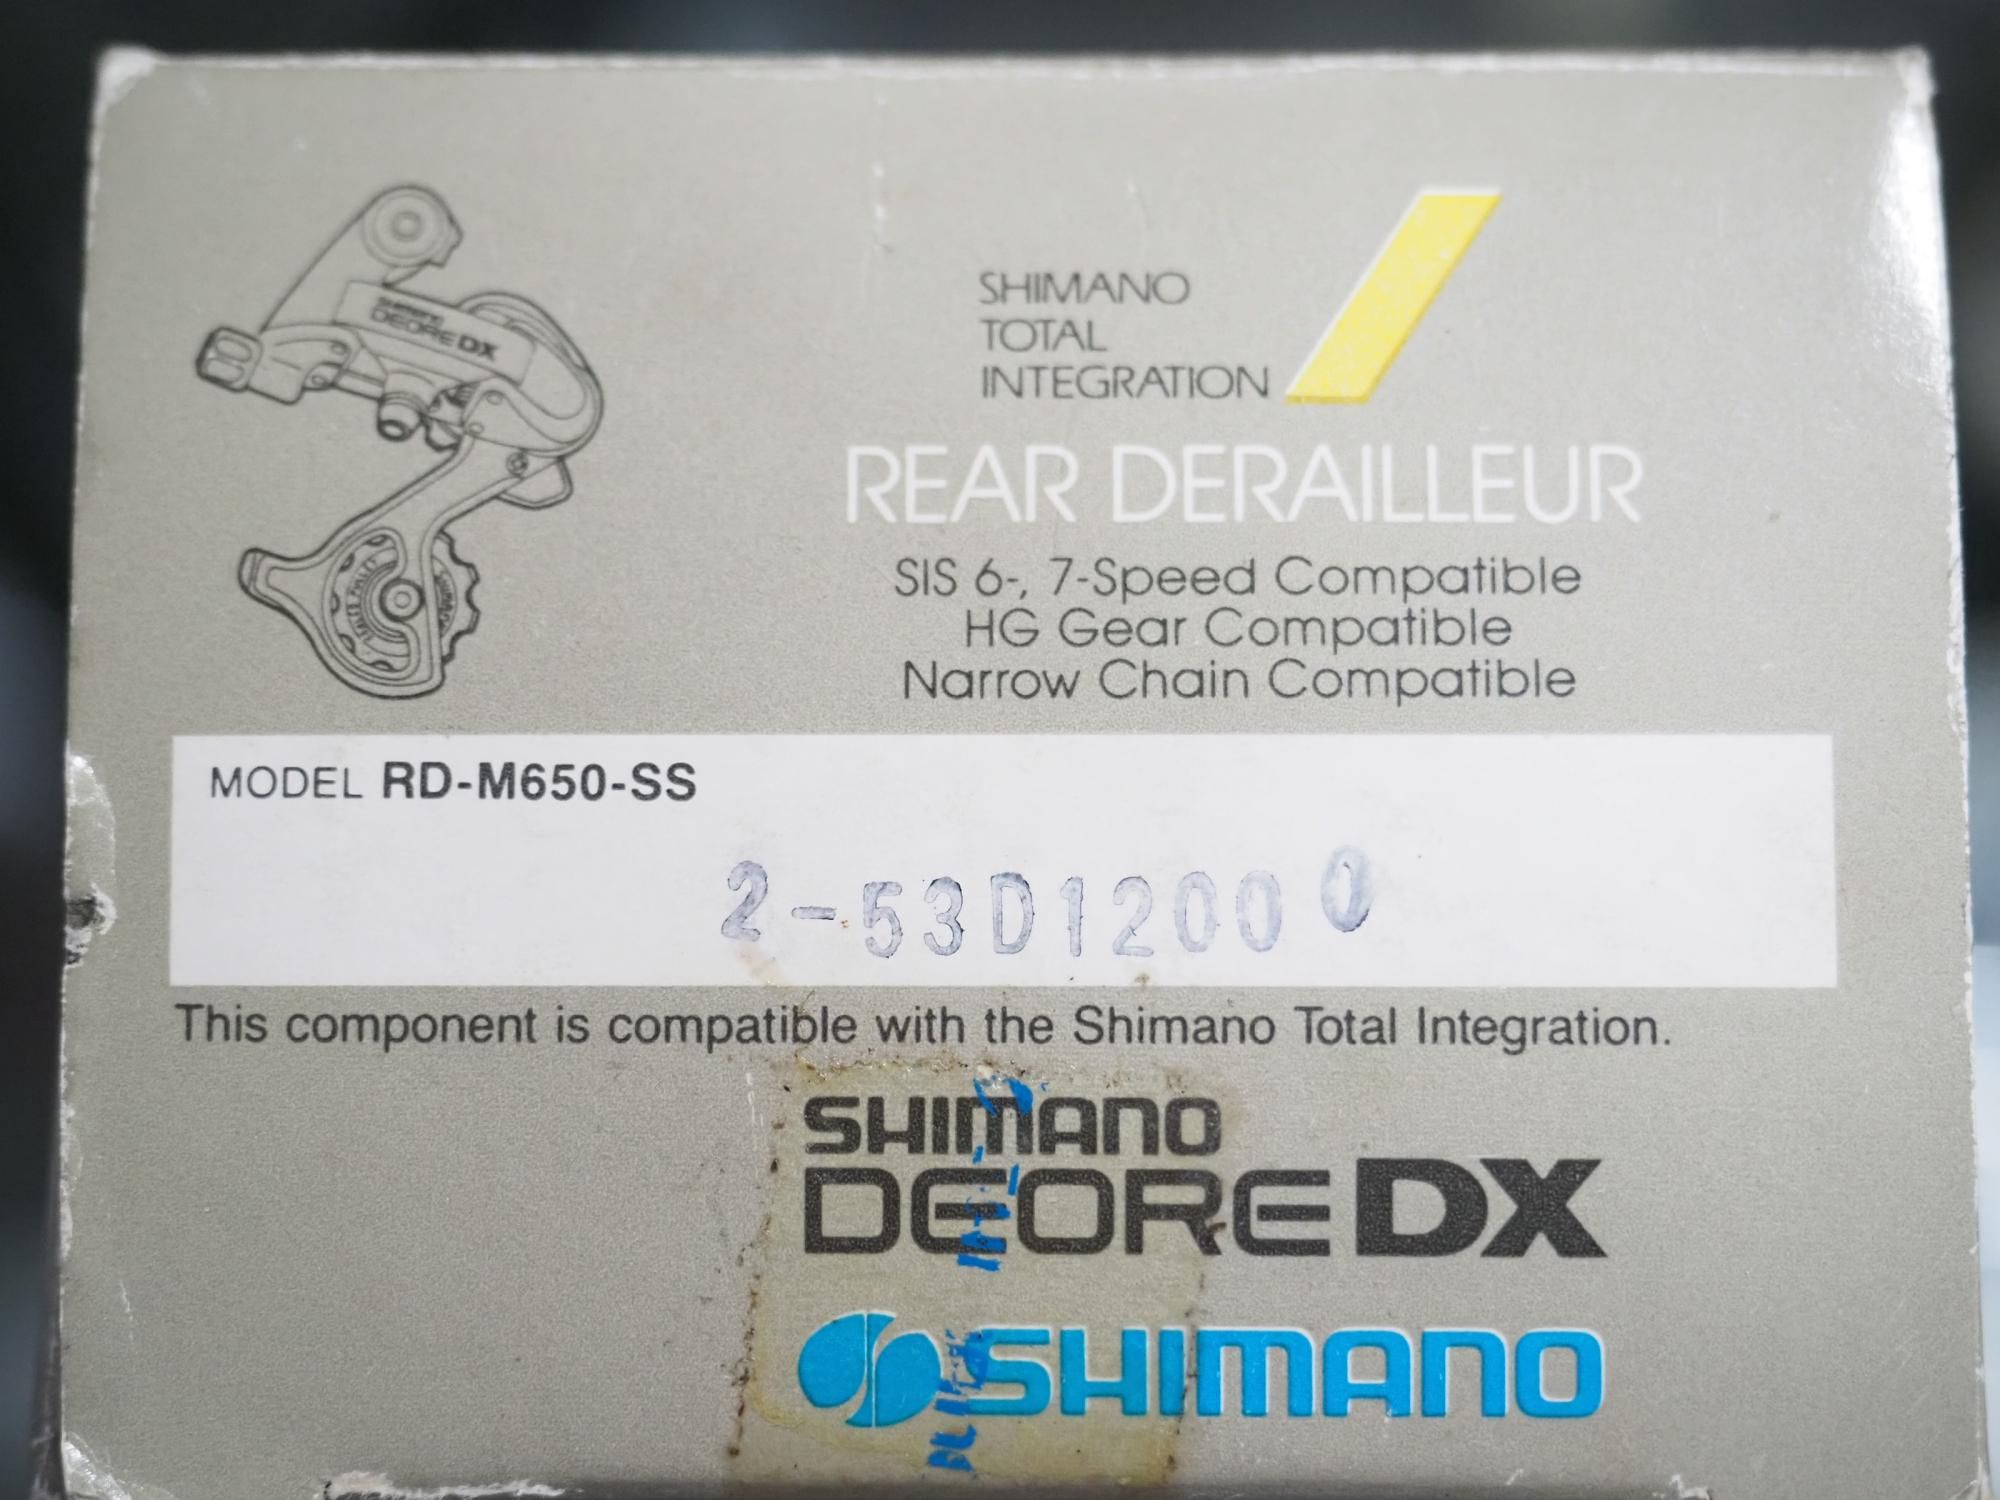 SHIMANO
DEORE DX
SHIMANO
TOTAL
INTEGRATION
REAR DERAILLEUR
SIS 6-, 7-Speed Compatible
HG Gear Compatible
Narrow Chain Compatible
MODEL RD-M650-SS
2-53D12000
This component is compatible with the Shimano Total Integration.
SHIMANO
DEORE DX
SHIMANO